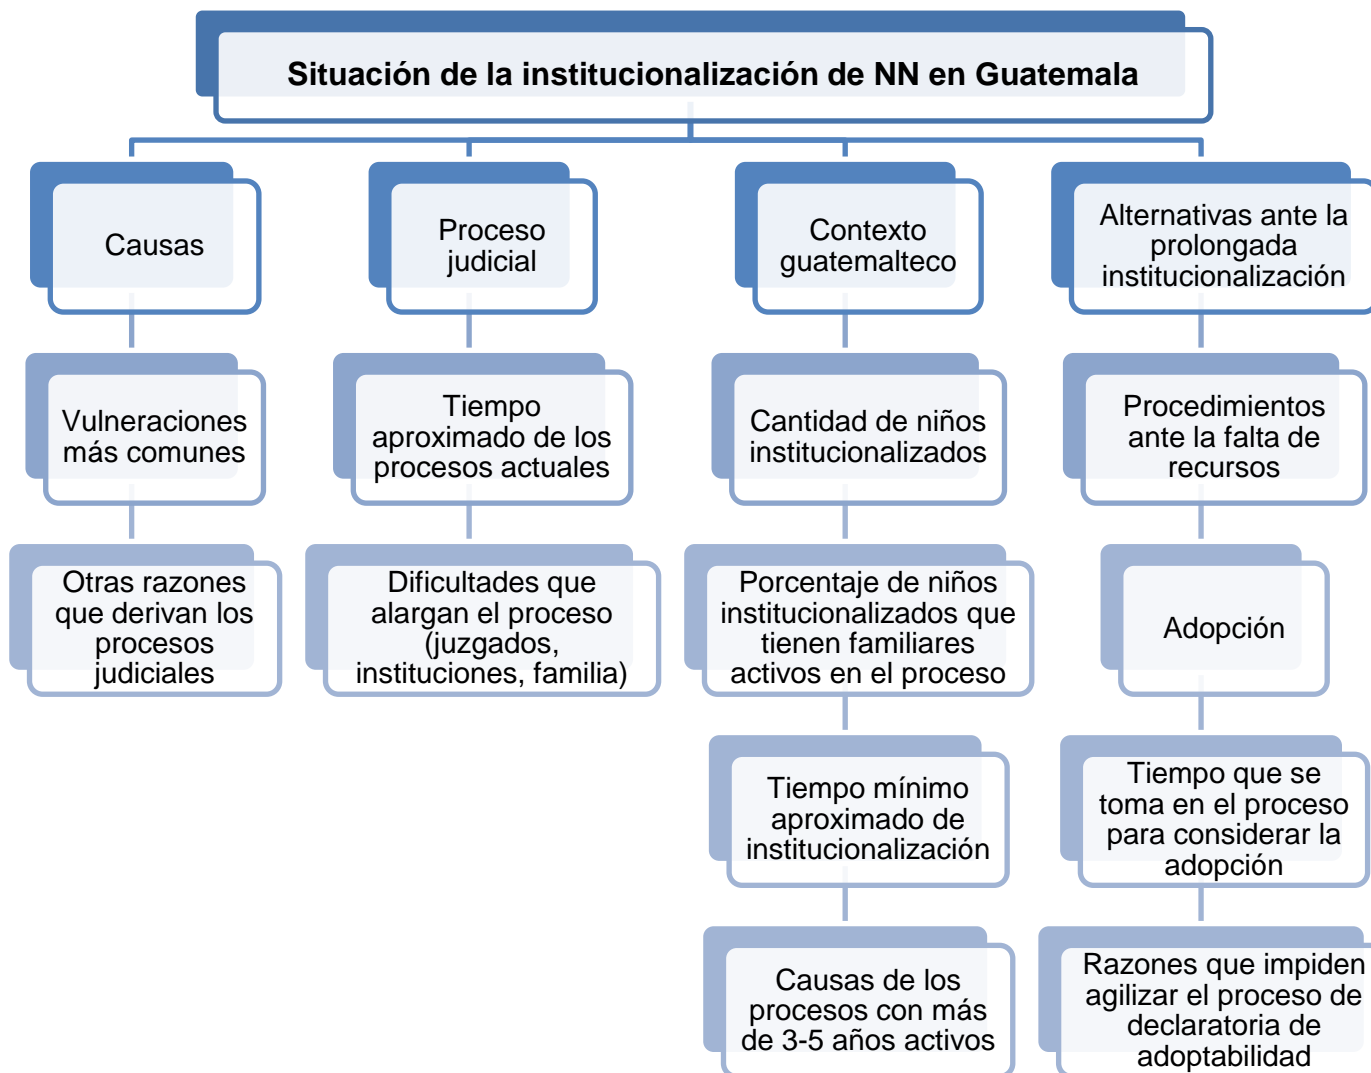 Situación de la institucionalización de NN en Guatemala
Causas
Vulneraciones
más comunes
Otras razones
que derivan los
procesos
judiciales
Proceso
judicial
Tiempo
aproximado de los
procesos actuales
Dificultades que
alargan el proceso
(juzgados,
instituciones, familia)
Contexto
guatemalteco
Cantidad de niños
institucionalizados
Porcentaje de niños
institucionalizados que
tienen familiares
activos en el proceso
Tiempo mínimo
aproximado de
institucionalización
Causas de los
procesos con más
de 3-5 años activos
Alternativas ante la
prolongada
institucionalización
Procedimientos
ante la falta de
recursos
Adopción
Tiempo que se
toma en el proceso
para considerar la
adopción
Razones que impiden
agilizar el proceso de
declaratoria de
adoptabilidad